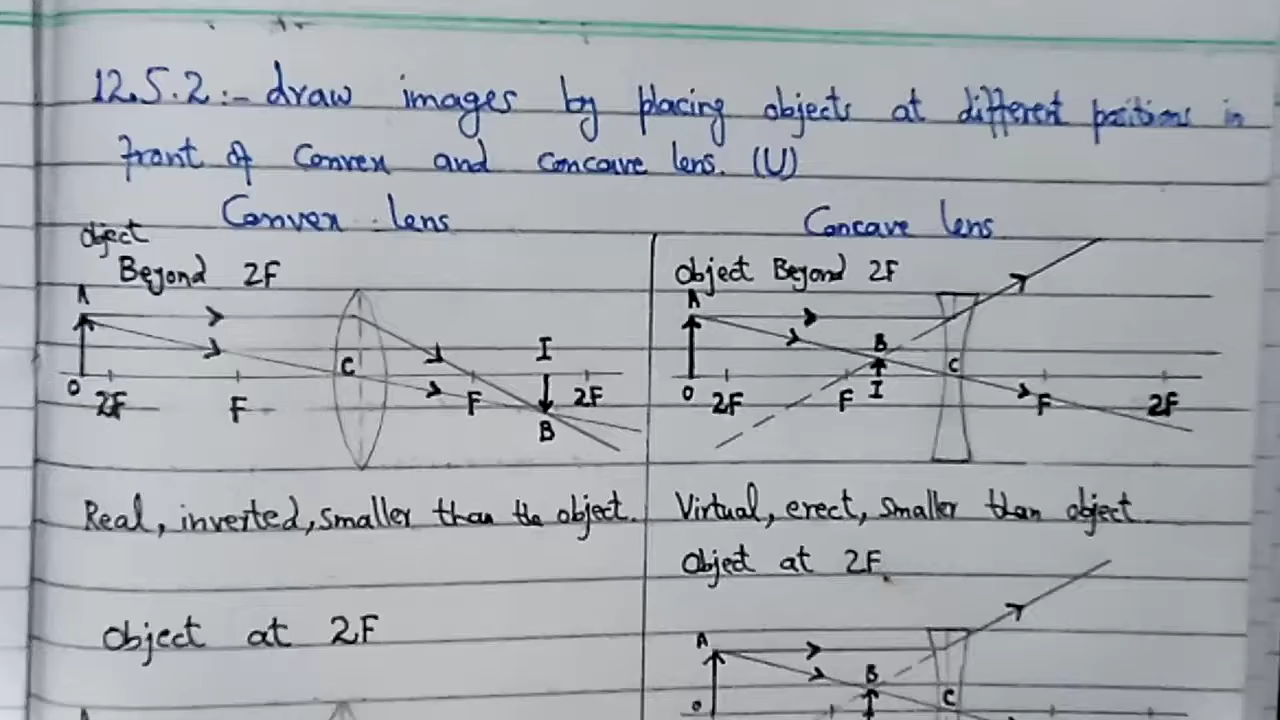 12.5.2:- draw images by placing objects at different positions in
front of Convex and concave lens. (U)
Convex lens
object
Beyond 2F
A
C
I
O
2F
F
F
2F
B
Real, inverted, smaller than the object.
object at 2F
Concave lens
object Beyond 2F
A
B
C
O
2F
F
I
F
2F
Virtual, erect, smaller than object.
object at 2F
A
B
C
O